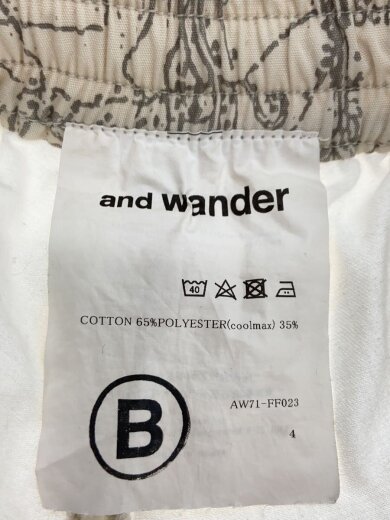 and wander
40
COTTON 65%POLYESTER(coolmax) 35%
AW71-FF023
B
4